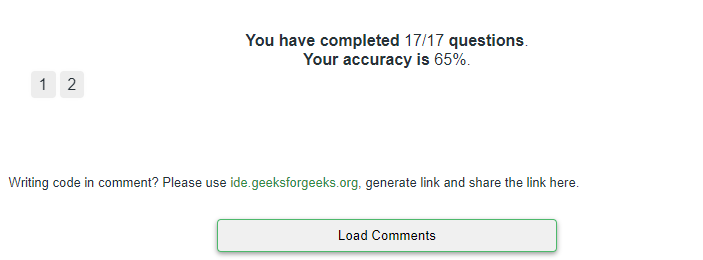 You have completed 17/17 questions.
Your accuracy is 65%.
1 2
Writing code in comment? Please use ide.geeksforgeeks.org, generate link and share the link here.
Load Comments